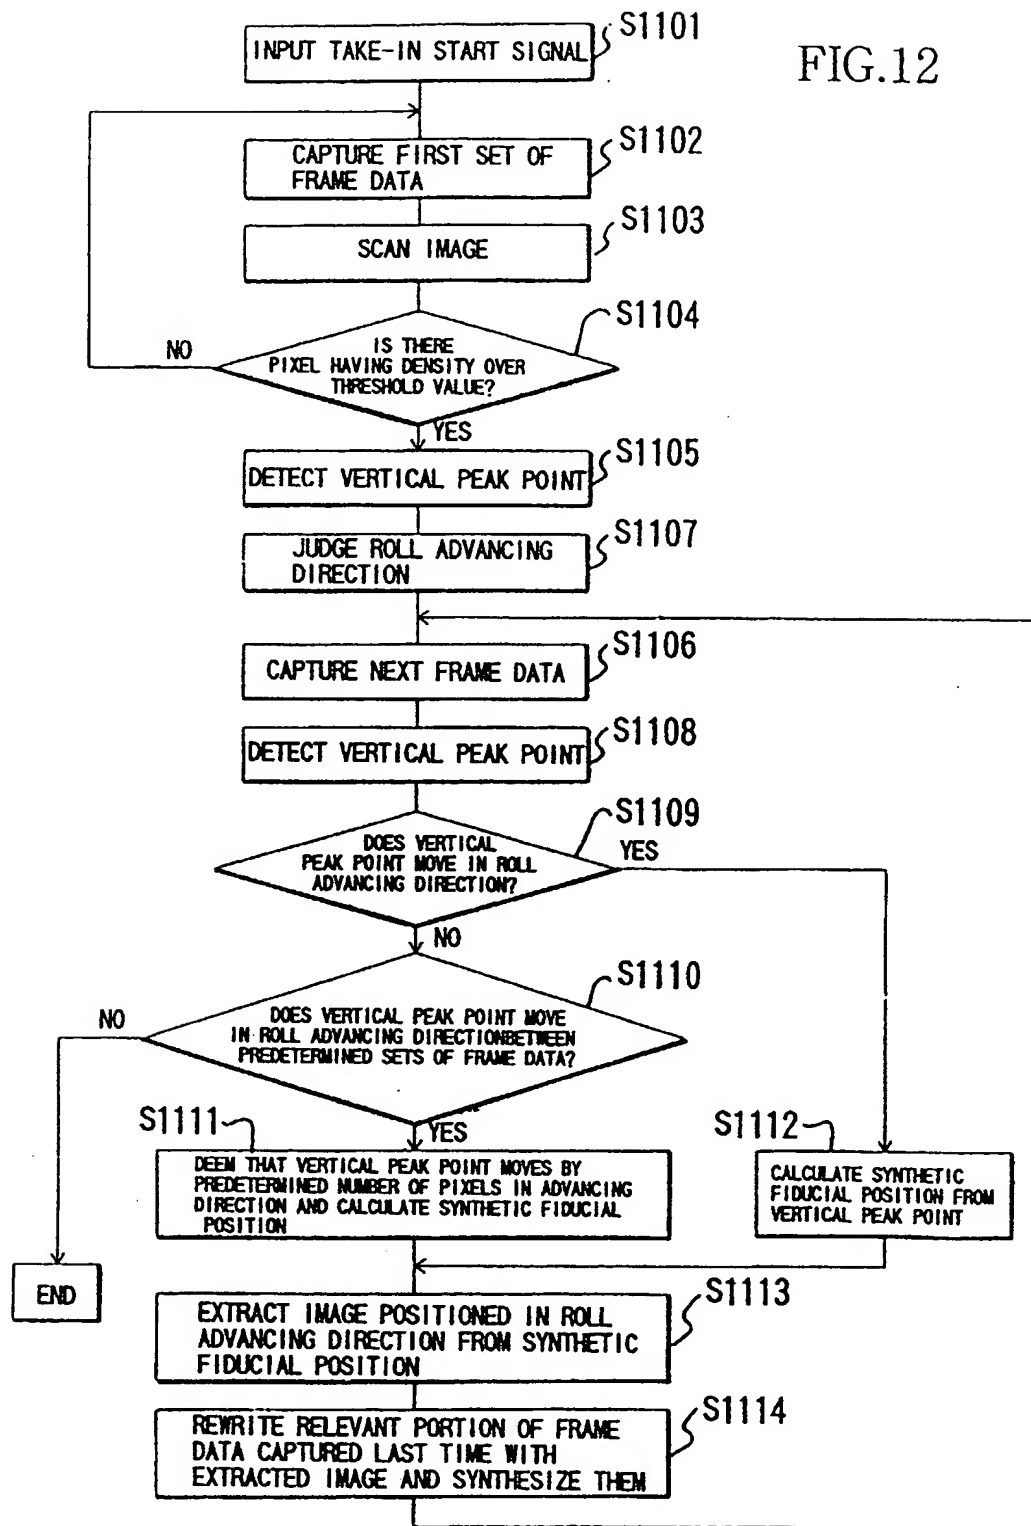 S1101
INPUT TAKE-IN START SIGNAL
FIG.12
S1102
CAPTURE FIRST SET OF
FRAME DATA
S1103
SCAN IMAGE
S1104
NO
IS THERE
PIXEL HAVING DENSITY OVER
THRESHOLD VALUE?
YES
S1105
DETECT VERTICAL PEAK POINT
S1107
JUDGE ROLL ADVANCING
DIRECTION
S1106
CAPTURE NEXT FRAME DATA
S1108
DETECT VERTICAL PEAK POINT
S1109
DOES VERTICAL
PEAK POINT MOVE IN ROLL
ADVANCING DIRECTION?
YES
NO
S1110
NO
DOES VERTICAL PEAK POINT MOVE
IN ROLL ADVANCING DIRECTIONBETWEEN
PREDETERMINED SETS OF FRAME DATA?
YES
S1111
DEEM THAT VERTICAL PEAK POINT MOVES BY
PREDETERMINED NUMBER OF PIXELS IN ADVANCING
DIRECTION AND CALCULATE SYNTHETIC FIDUCIAL
POSITION
S1112
CALCULATE SYNTHETIC
FIDUCIAL POSITION FROM
VERTICAL PEAK POINT
END
S1113
EXTRACT IMAGE POSITIONED IN ROLL
ADVANCING DIRECTION FROM SYNTHETIC
FIDUCIAL POSITION
S1114
REWRITE RELEVANT PORTION OF FRAME
DATA CAPTURED LAST TIME WITH
EXTRACTED IMAGE AND SYNTHESIZE THEM